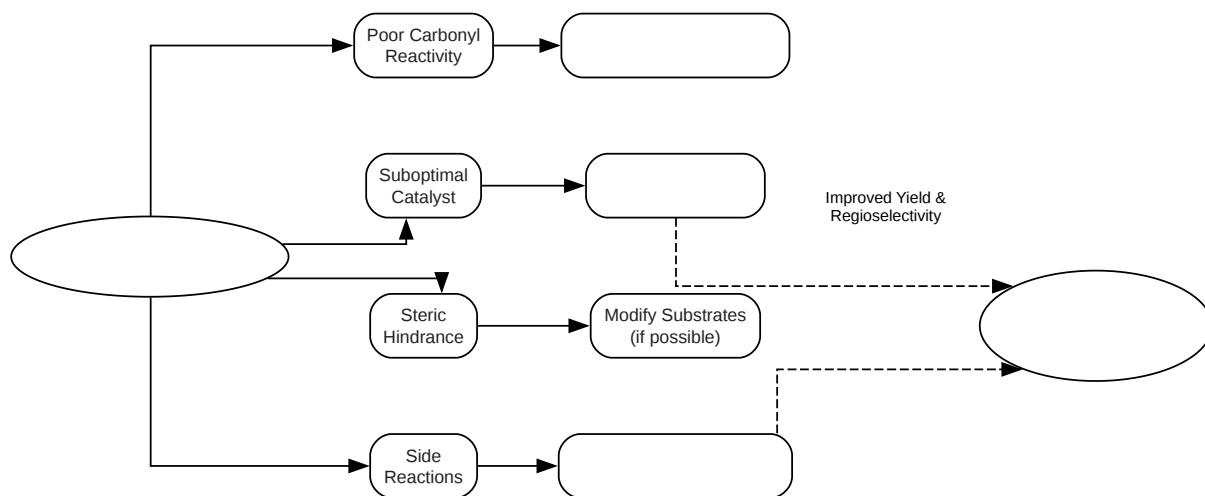 Poor Carbonyl
Reactivity
Suboptimal
Catalyst
Improved Yield &
Regioselectivity
Steric
Hindrance
Modify Substrates
(if possible)
Side
Reactions